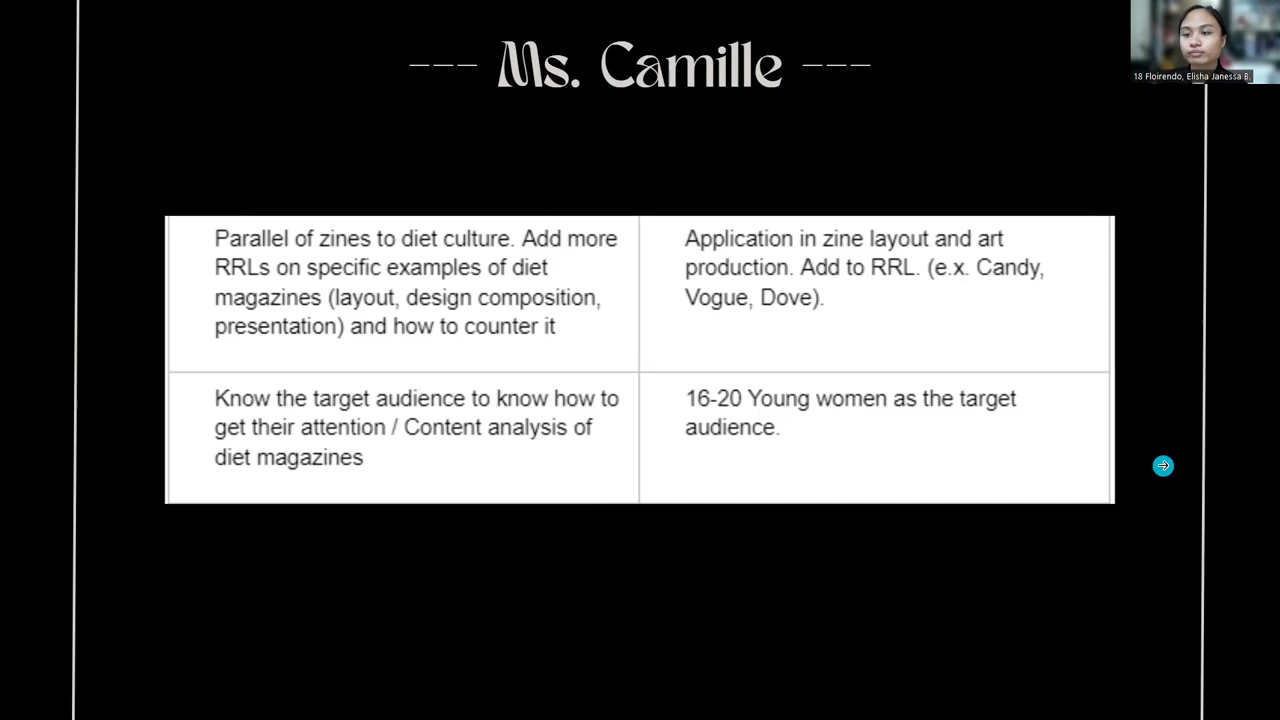 --- Ms. Camille ---
18 Floirendo, Elisha Janessa B.
Parallel of zines to diet culture. Add more
RRLs on specific examples of diet
magazines (layout, design composition,
presentation) and how to counter it
Application in zine layout and art
production. Add to RRL. (e.x. Candy,
Vogue, Dove).
Know the target audience to know how to
get their attention / Content analysis of
diet magazines
16-20 Young women as the target
audience.